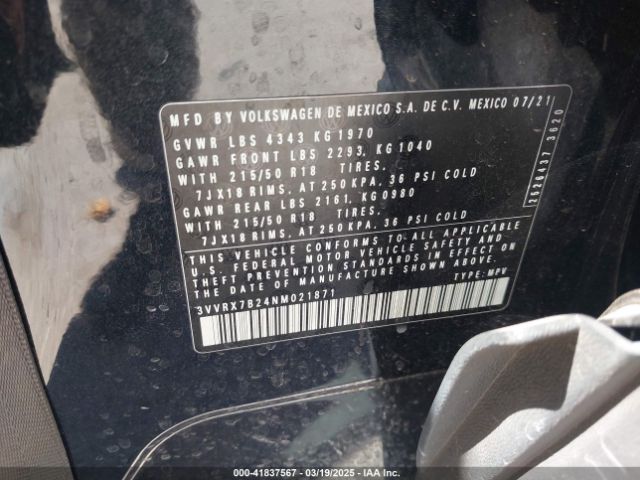 MFD BY VOLKSWAGEN DE MEXICO S.A. DE C.V. MEXICO 07/21
GVWR LBS 4343 KG 1970
GAWR FRONT LBS 2293, KG 1040
WITH 215/50 R18 TIRES,
7JX18 RIMS, AT 250 KPA, 36 PSI COLD
GAWR REAR LBS 2161, KG 0980
WITH 215/50 R18 TIRES,
7JX18 RIMS, AT 250 KPA, 36 PSI COLD
THIS VEHICLE CONFORMS TO ALL APPLICABLE
U.S. FEDERAL MOTOR VEHICLE SAFETY AND
THEFT PREVENTION STANDARDS IN EFFECT ON
THE DATE OF MANUFACTURE SHOWN ABOVE.
TYPE: MPV
3VVRX7B24NM021871
2526437 3620
000-41837567 — 03/19/2025 — IAA Inc.